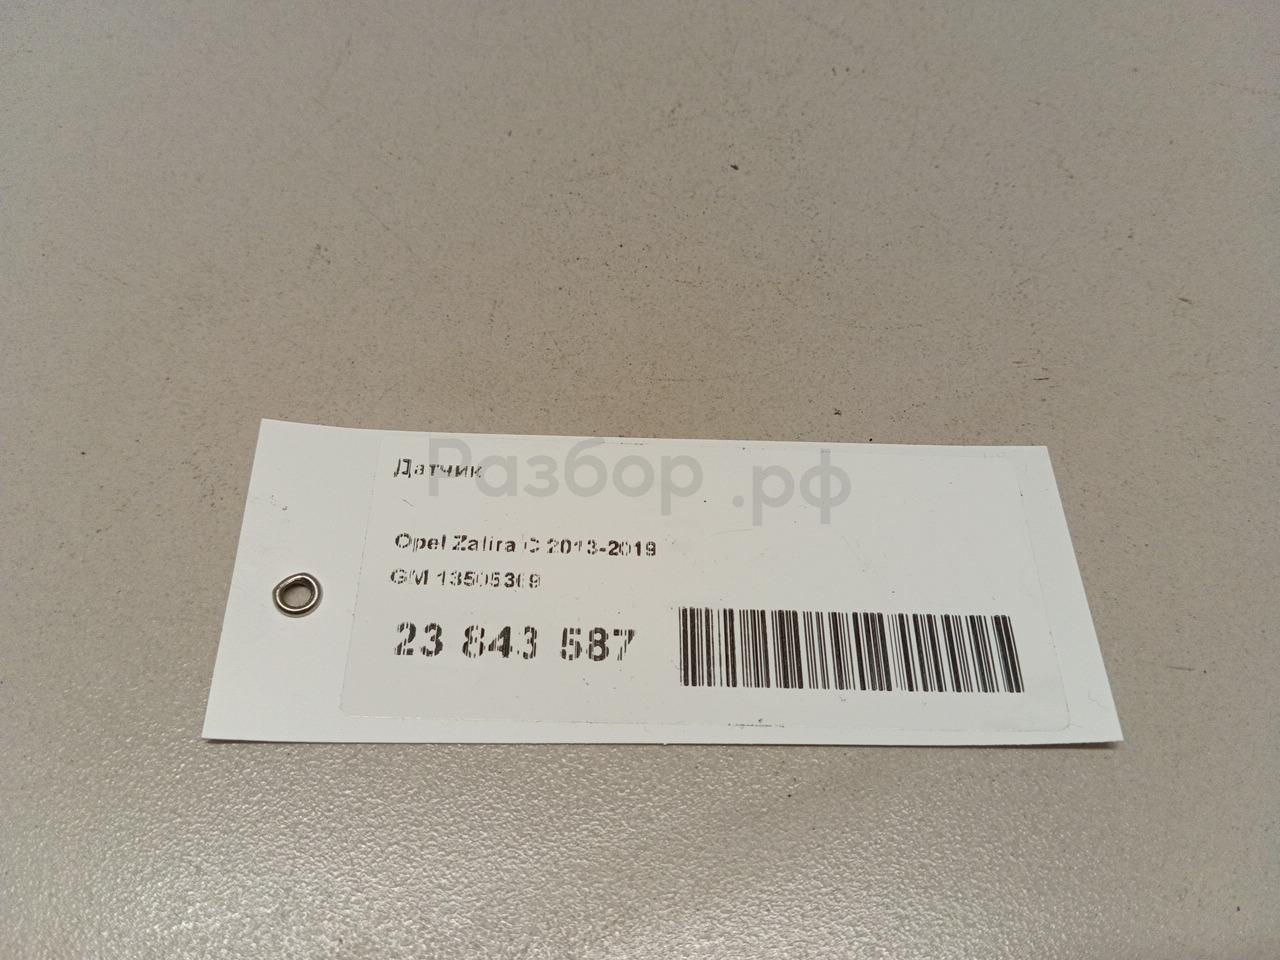 Датчик
Разбор.рф
Opel Zafira C 2013-2019
GM 13505369
23 843 587